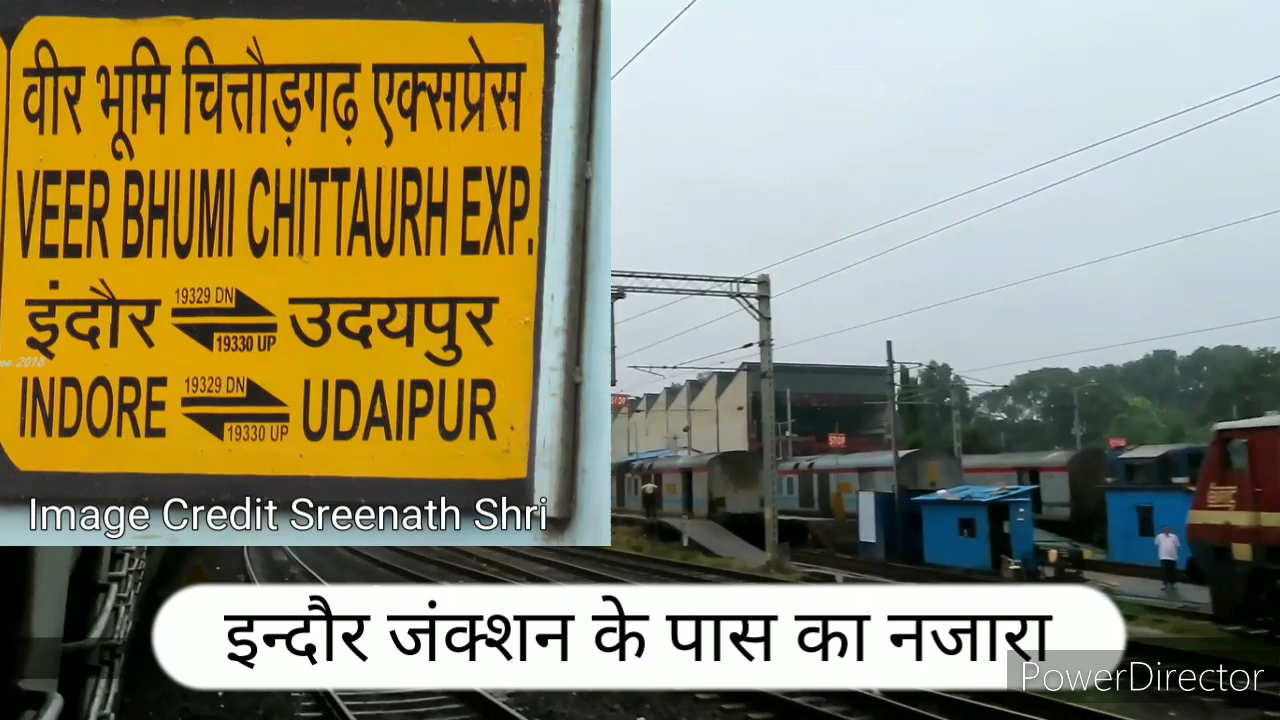 वीर भूमि चित्तौड़गढ़ एक्सप्रेस
VEER BHUMI CHITTAURH EXP.
इंदौर 19329 DN 19330 UP उदयपुर
INDORE 19329 DN 19330 UP UDAIPUR
2018
Image Credit Sreenath Shri
STOP
इन्दौर जंक्शन के पास का नजारा
PowerDirector